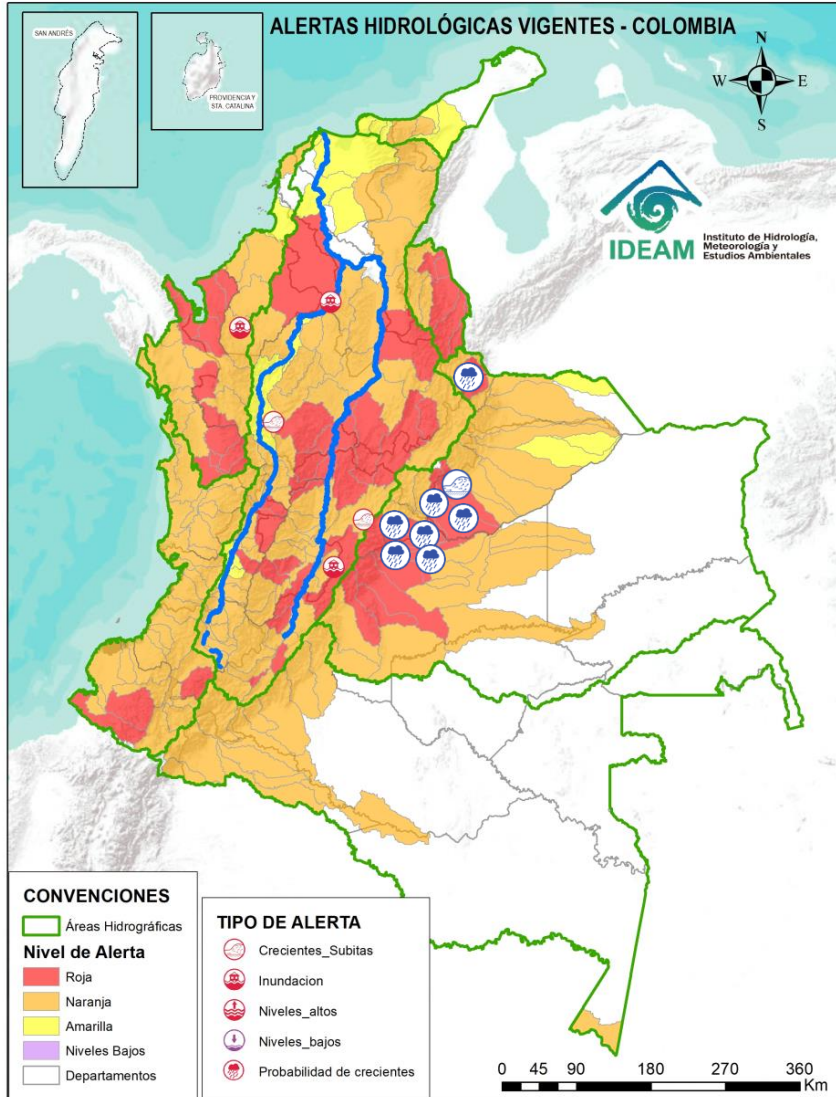 ALERTAS HIDROLÓGICAS VIGENTES - COLOMBIA
SAN ANDRÉS
PROVIDENCIA Y
STA. CATALINA
N
W
E
S
IDEAM
Instituto de Hidrología,
Meteorología y
Estudios Ambientales
CONVENCIONES
Áreas Hidrográficas
Nivel de Alerta
Roja
Naranja
Amarilla
Niveles Bajos
Departamentos
TIPO DE ALERTA
Crecientes_Subitas
Inundacion
Niveles_altos
Niveles_bajos
Probabilidad de crecientes
0 45 90 180 270 360
Km